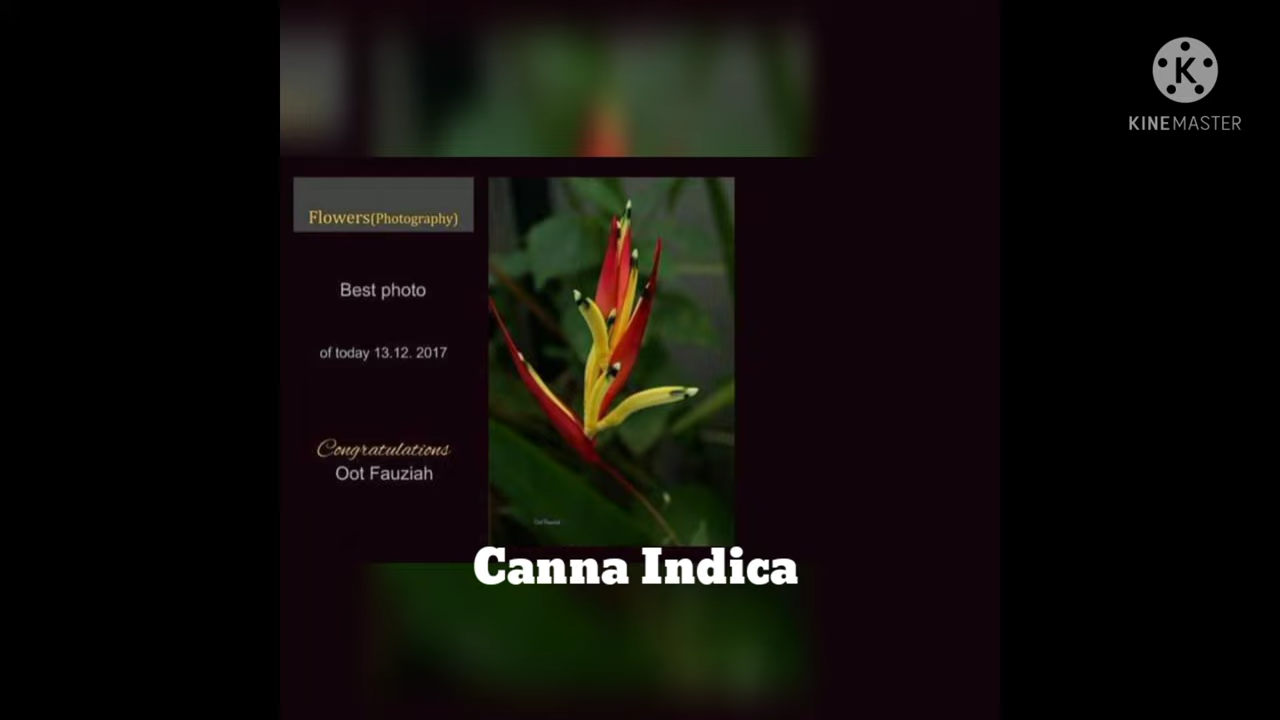 KINEMASTER
Flowers(Photography)
Best photo
of today 13.12. 2017
Congratulations
Oot Fauziah
Canna Indica